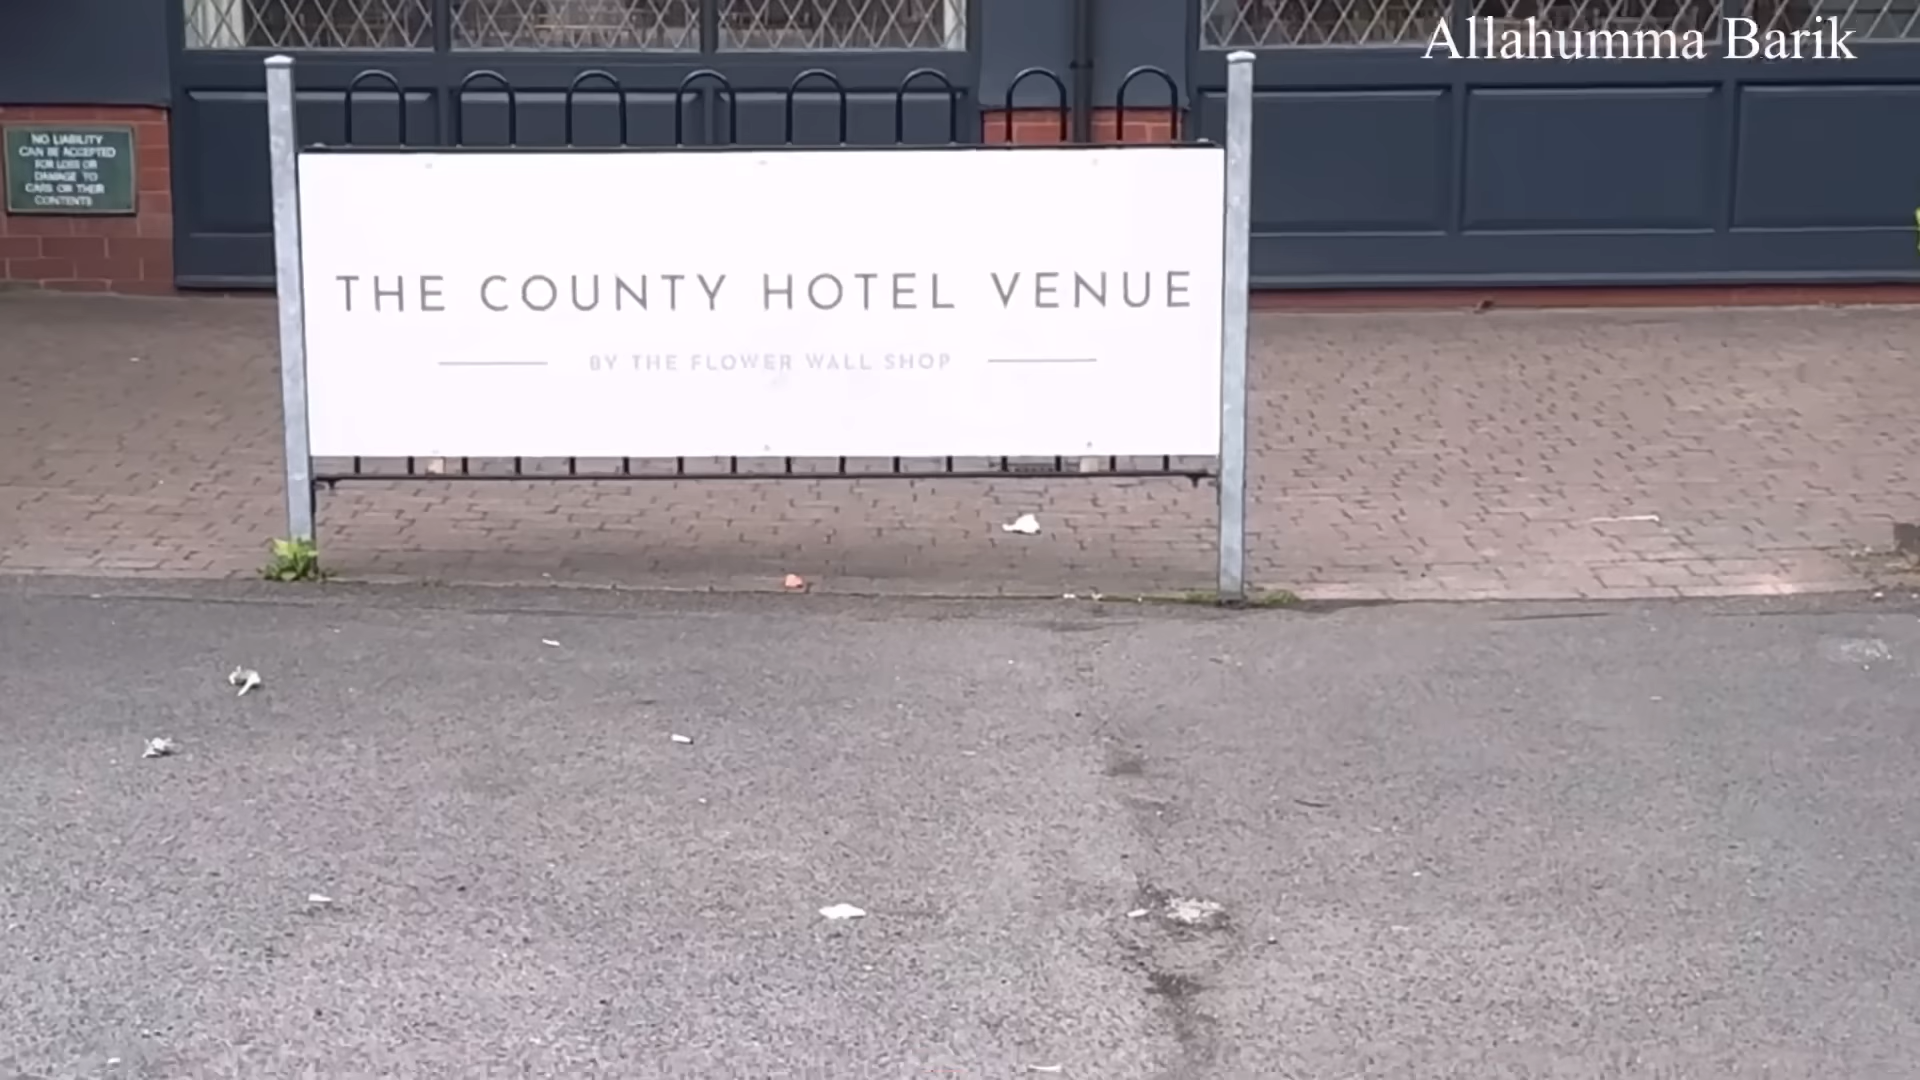 Allahumma Barik
NO LIABILITY
CAN BE ACCEPTED
FOR LOSS OR
DAMAGE TO
CARS OR THEIR
CONTENTS
THE COUNTY HOTEL VENUE
BY THE FLOWER WALL SHOP